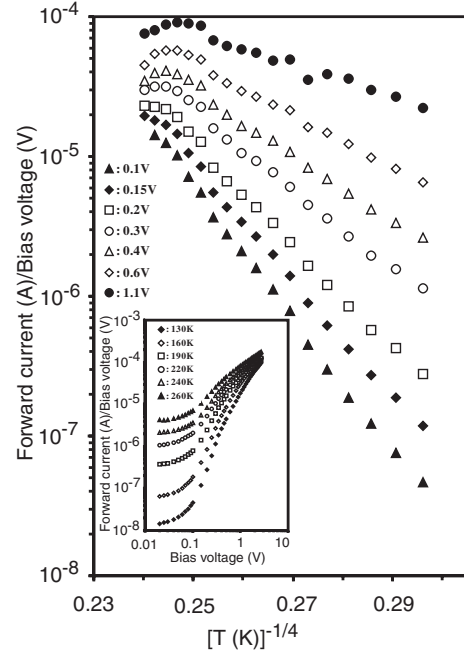 10⁻⁴
10⁻⁵
10⁻⁶
10⁻⁷
10⁻⁸
Forward current (A)/Bias voltage (V)
▲ : 0.1V
◆ : 0.15V
□ : 0.2V
○ : 0.3V
△ : 0.4V
◇ : 0.6V
● : 1.1V
10⁻³
10⁻⁴
10⁻⁵
10⁻⁶
10⁻⁷
10⁻⁸
Forward current (A)/Bias voltage (V)
◆ : 130K
◇ : 160K
□ : 190K
○ : 220K
△ : 240K
▲ : 260K
0.01 0.1 1 10
Bias voltage (V)
0.23 0.25 0.27 0.29
[T (K)]⁻¹/⁴